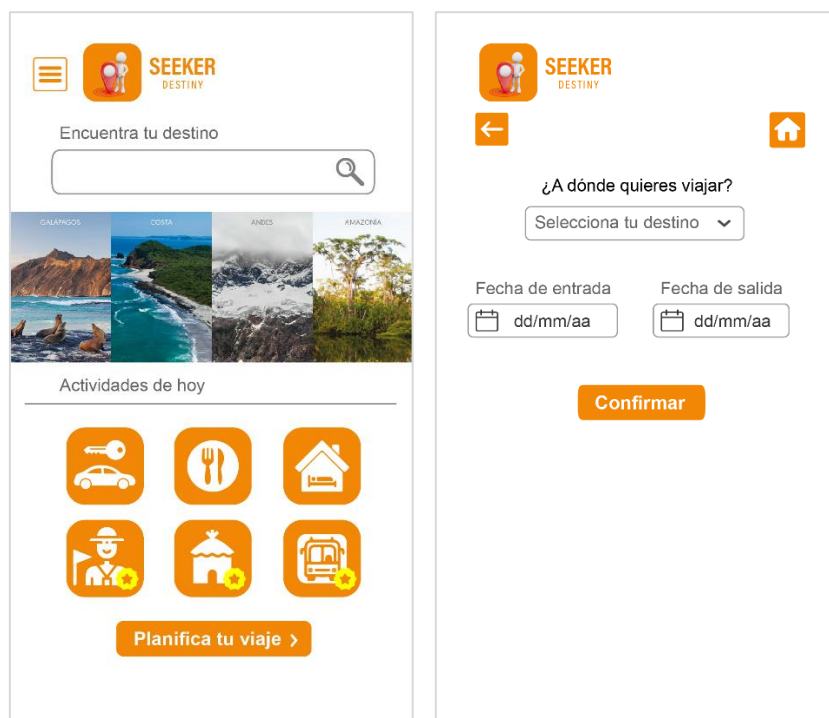 SEEKER
DESTINY
Encuentra tu destino
GALÁPAGOS
COSTA
ANDES
AMAZONÍA
Actividades de hoy
Planifica tu viaje >
SEEKER
DESTINY
¿A dónde quieres viajar?
Selecciona tu destino
Fecha de entrada
Fecha de salida
dd/mm/aa
dd/mm/aa
Confirmar